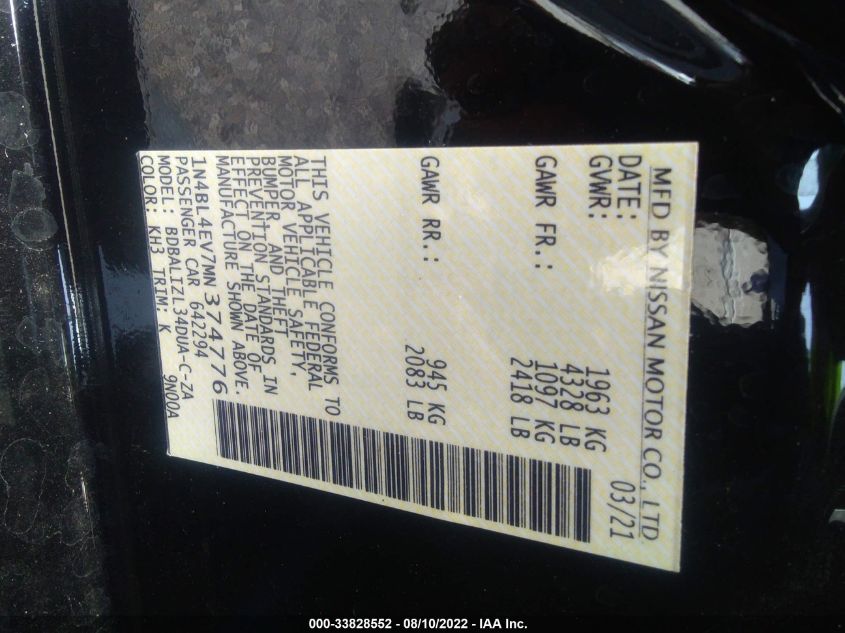 MFD BY NISSAN MOTOR CO., LTD
DATE: 03/21
GVWR: 1963 KG
4328 LB
GAWR FR.: 1097 KG
2418 LB
GAWR RR.: 945 KG
2083 LB
THIS VEHICLE CONFORMS TO
ALL APPLICABLE FEDERAL
MOTOR VEHICLE SAFETY,
BUMPER AND THEFT
PREVENTION STANDARDS IN
EFFECT ON THE DATE OF
MANUFACTURE SHOWN ABOVE.
1N4BL4EV7MN374776
PASSENGER CAR 642294
MODEL: BDBALIZL34DUA-C-ZA
COLOR: KH3 TRIM: K 9N00A
000-33828552 - 08/10/2022 - IAA Inc.